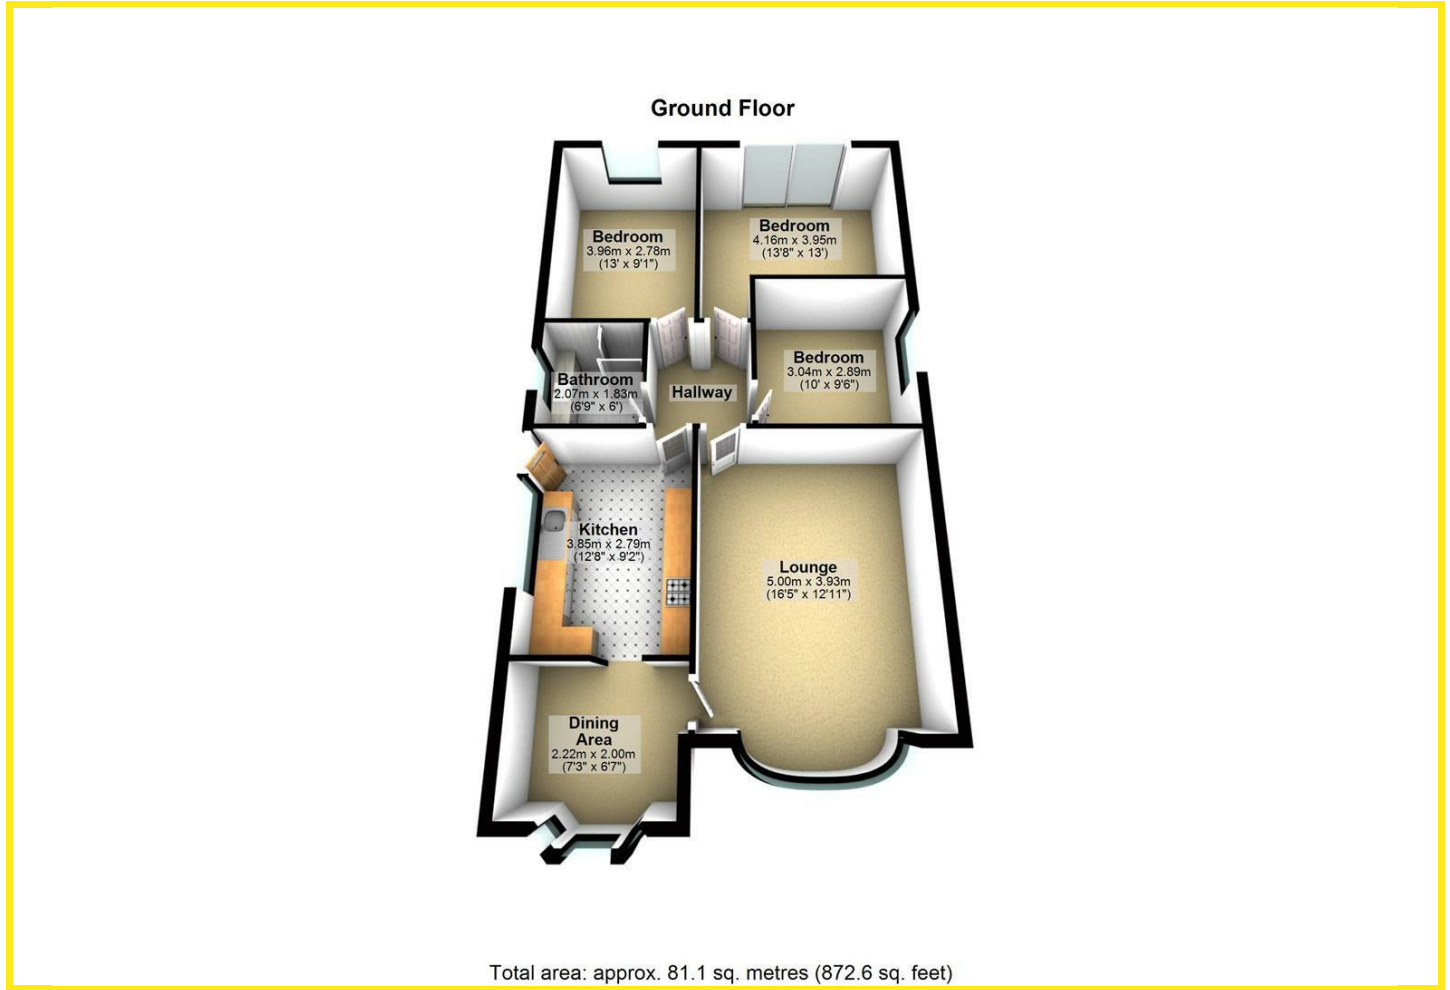 Ground Floor
Bedroom
3.96m x 2.78m
(13' x 9'1")
Bedroom
4.16m x 3.95m
(13'8" x 13')
Bedroom
3.04m x 2.89m
(10' x 9'6")
Bathroom
2.07m x 1.83m
(6'9" x 6')
Hallway
Kitchen
3.85m x 2.79m
(12'8" x 9'2")
Lounge
5.00m x 3.93m
(16'5" x 12'11")
Dining
Area
2.22m x 2.00m
(7'3" x 6'7")
Total area: approx. 81.1 sq. metres (872.6 sq. feet)